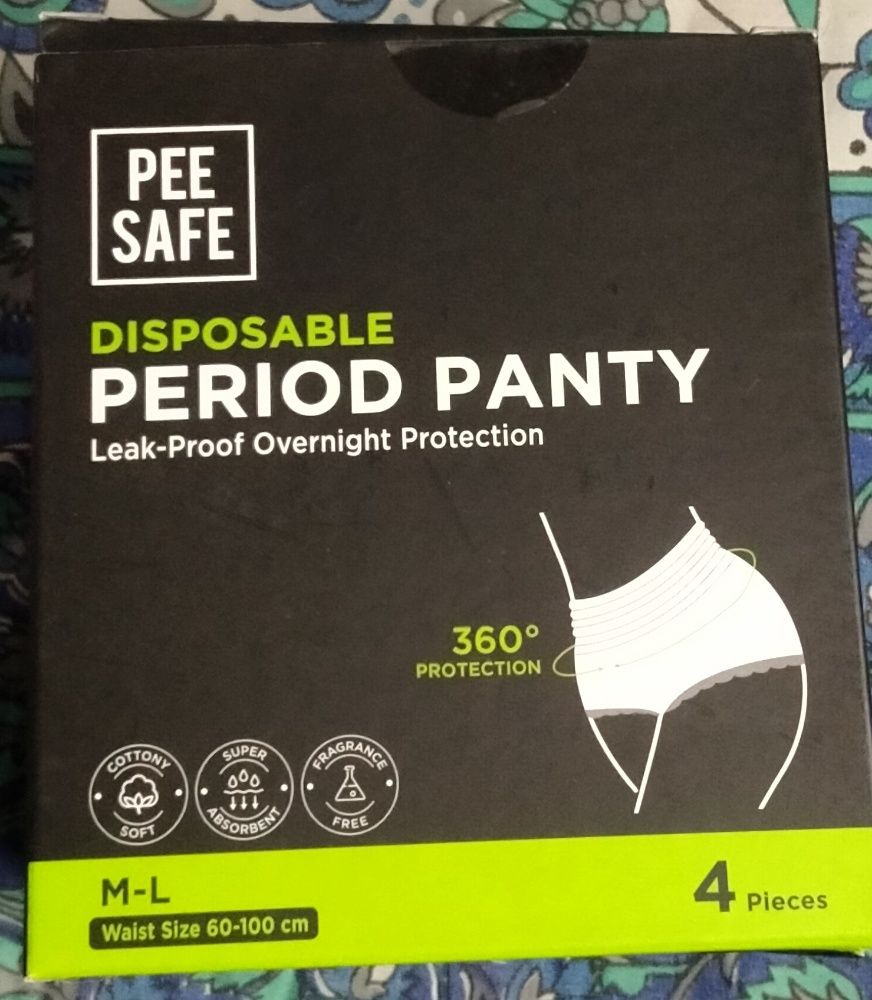 PEE
SAFE
DISPOSABLE
PERIOD PANTY
Leak-Proof Overnight Protection
360°
PROTECTION
COTTONY
SOFT
SUPER
ABSORBENT
FRAGRANCE
FREE
M-L
Waist Size 60-100 cm
4 Pieces